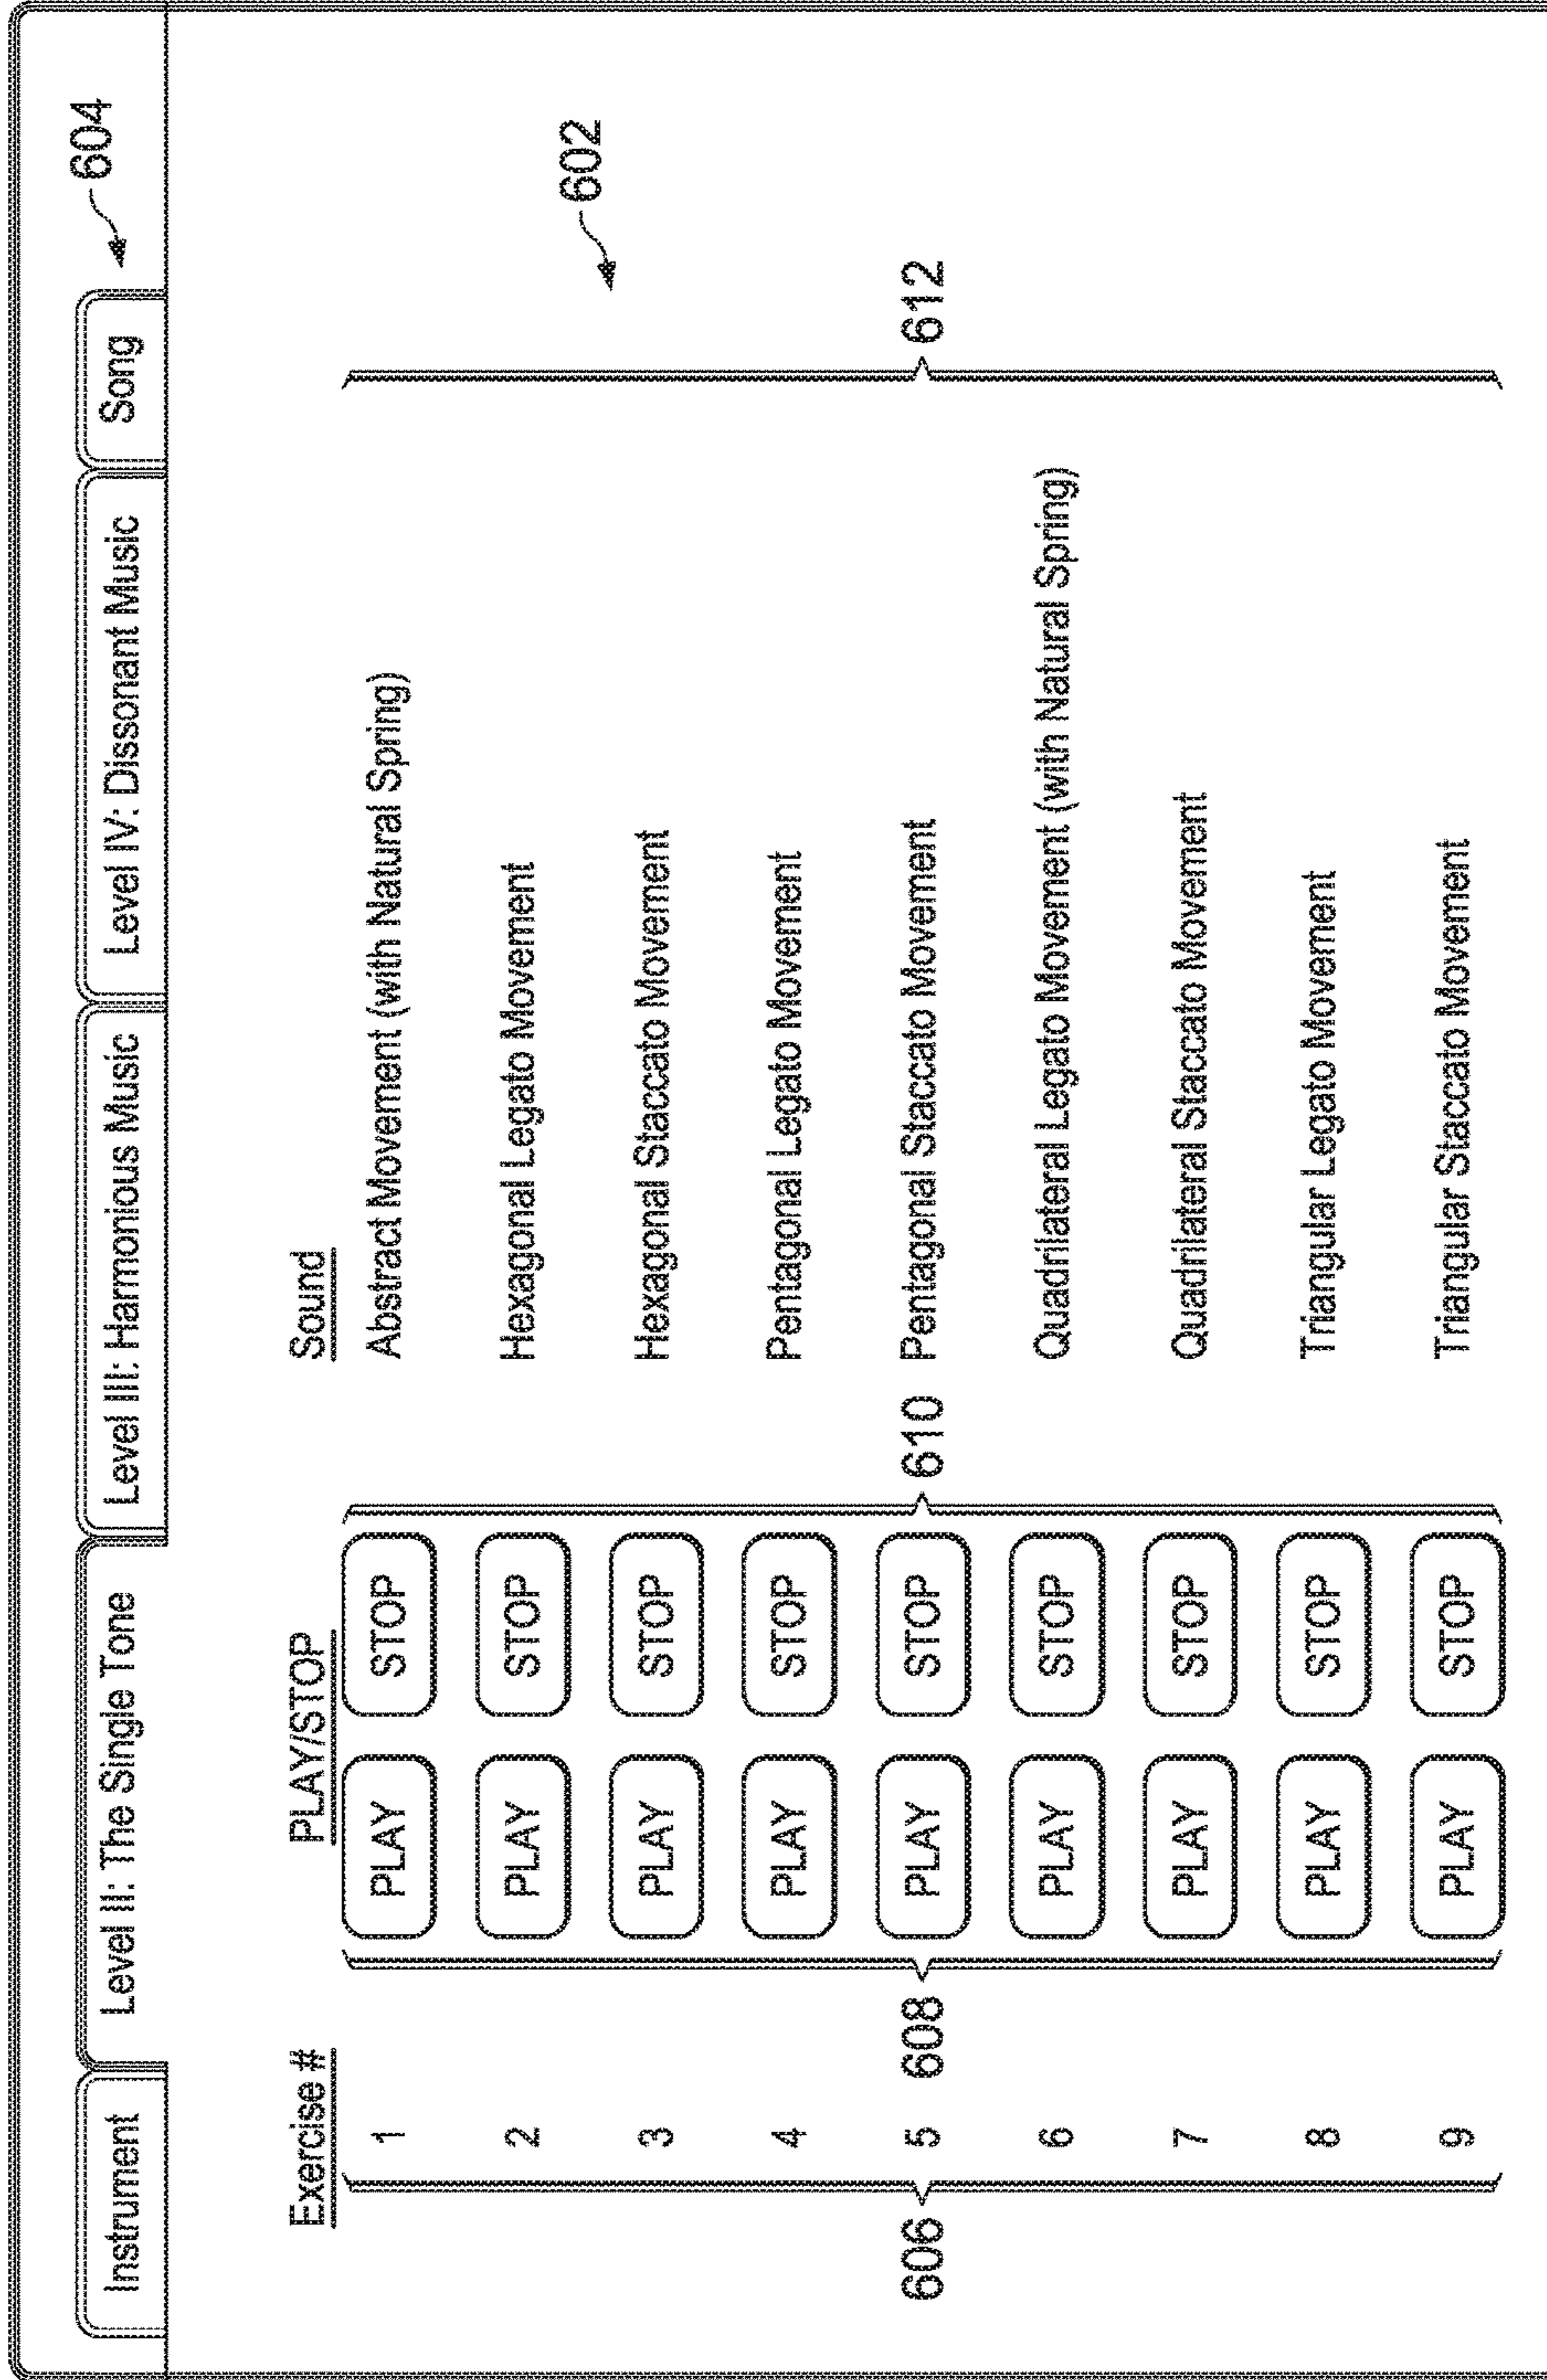 604
Instrument Level II: The Single Tone Level III: Harmonious Music Level IV: Dissonant Music Song
602
Exercise # PLAY/STOP Sound
1 PLAY STOP Abstract Movement (with Natural Spring)
2 PLAY STOP Hexagonal Legato Movement
3 PLAY STOP Hexagonal Staccato Movement
4 PLAY STOP Pentagonal Legato Movement
606 5 608 PLAY STOP 610 Pentagonal Staccato Movement 612
6 PLAY STOP Quadrilateral Legato Movement (with Natural Spring)
7 PLAY STOP Quadrilateral Staccato Movement
8 PLAY STOP Triangular Legato Movement
9 PLAY STOP Triangular Staccato Movement